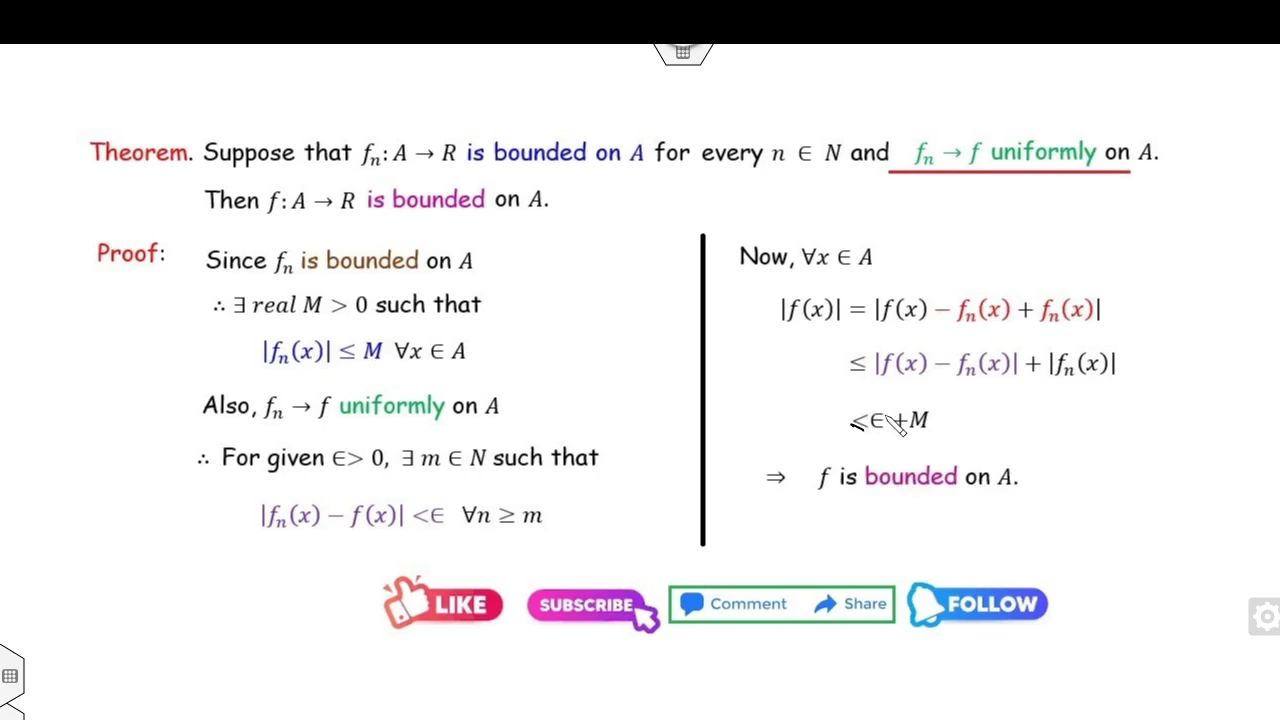 Theorem. Suppose that fₙ: A → R is bounded on A for every n ∈ N and fₙ → f uniformly on A.
Then f: A → R is bounded on A.
Proof: Since fₙ is bounded on A
∴ ∃ real M > 0 such that
|fₙ(x)| ≤ M ∀x ∈ A
Also, fₙ → f uniformly on A
∴ For given ∈> 0, ∃ m ∈ N such that
|fₙ(x) − f(x)| <∈ ∀n ≥ m
Now, ∀x ∈ A
|f(x)| = |f(x) − fₙ(x) + fₙ(x)|
≤ |f(x) − fₙ(x)| + |fₙ(x)|
≤∈ +M
⇒ f is bounded on A.
LIKE SUBSCRIBE Comment Share FOLLOW